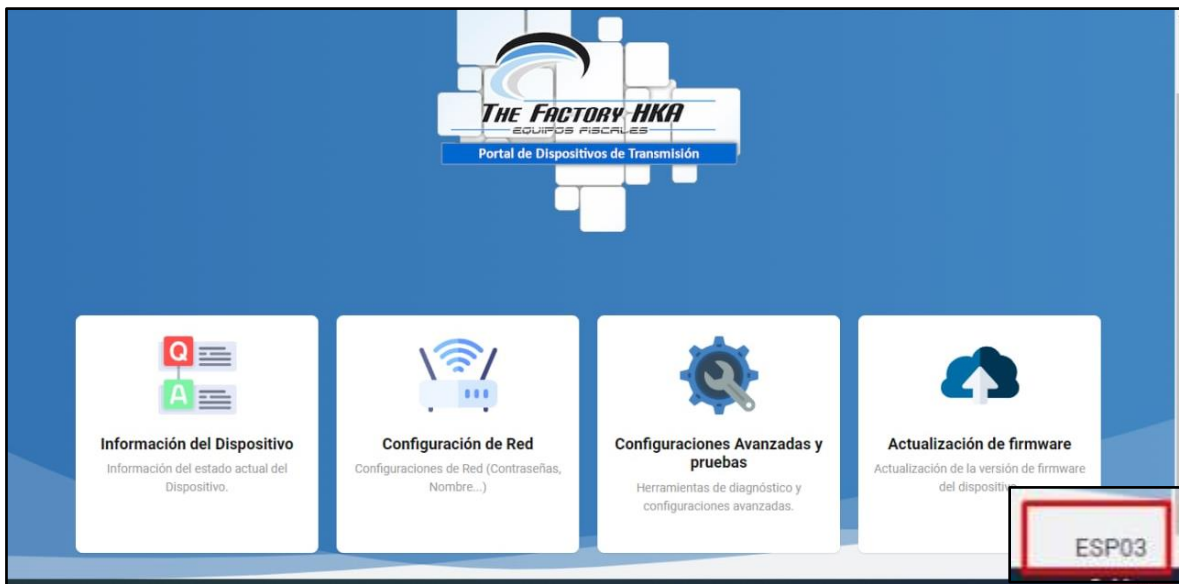 THE FACTORY HKA
EQUIPOS FISCALES
Portal de Dispositivos de Transmisión
Q
A
Información del Dispositivo
Información del estado actual del
Dispositivo.
Configuración de Red
Configuraciones de Red (Contraseñas,
Nombre...)
Configuraciones Avanzadas y
pruebas
Herramientas de diagnóstico y
configuraciones avanzadas.
Actualización de firmware
Actualización de la versión de firmware
del dispositivo
ESP03